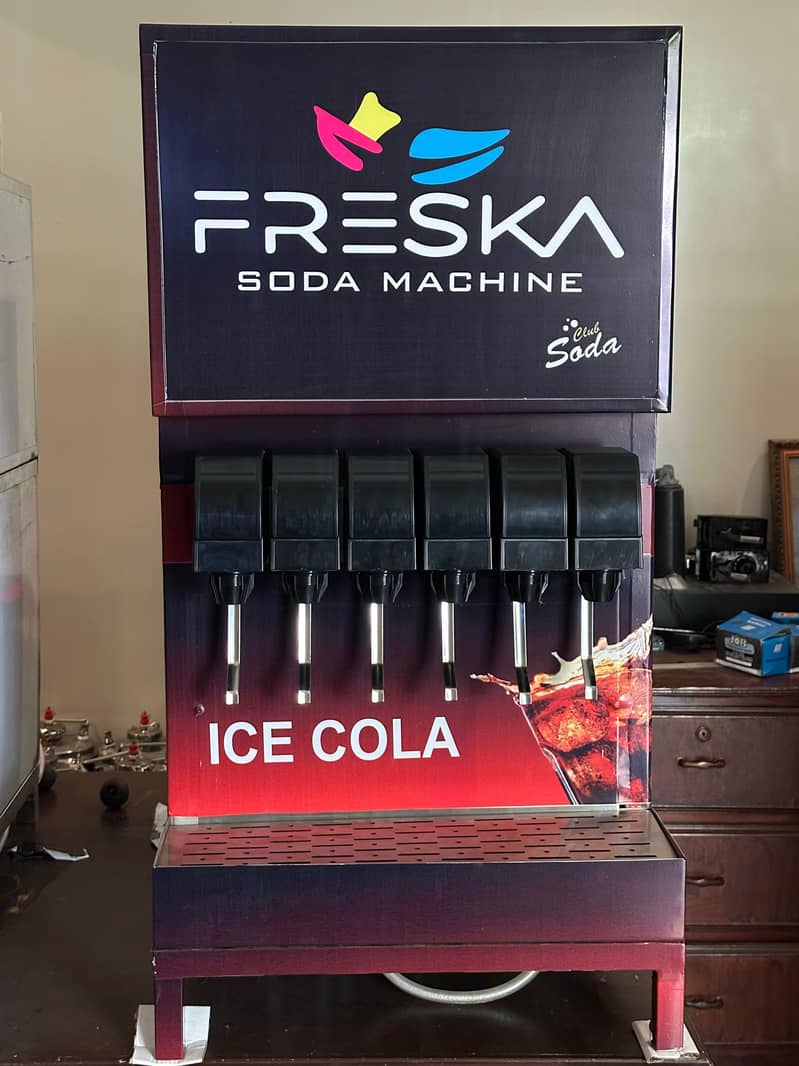 FRESKA
SODA MACHINE
Club
Soda
ICE COLA